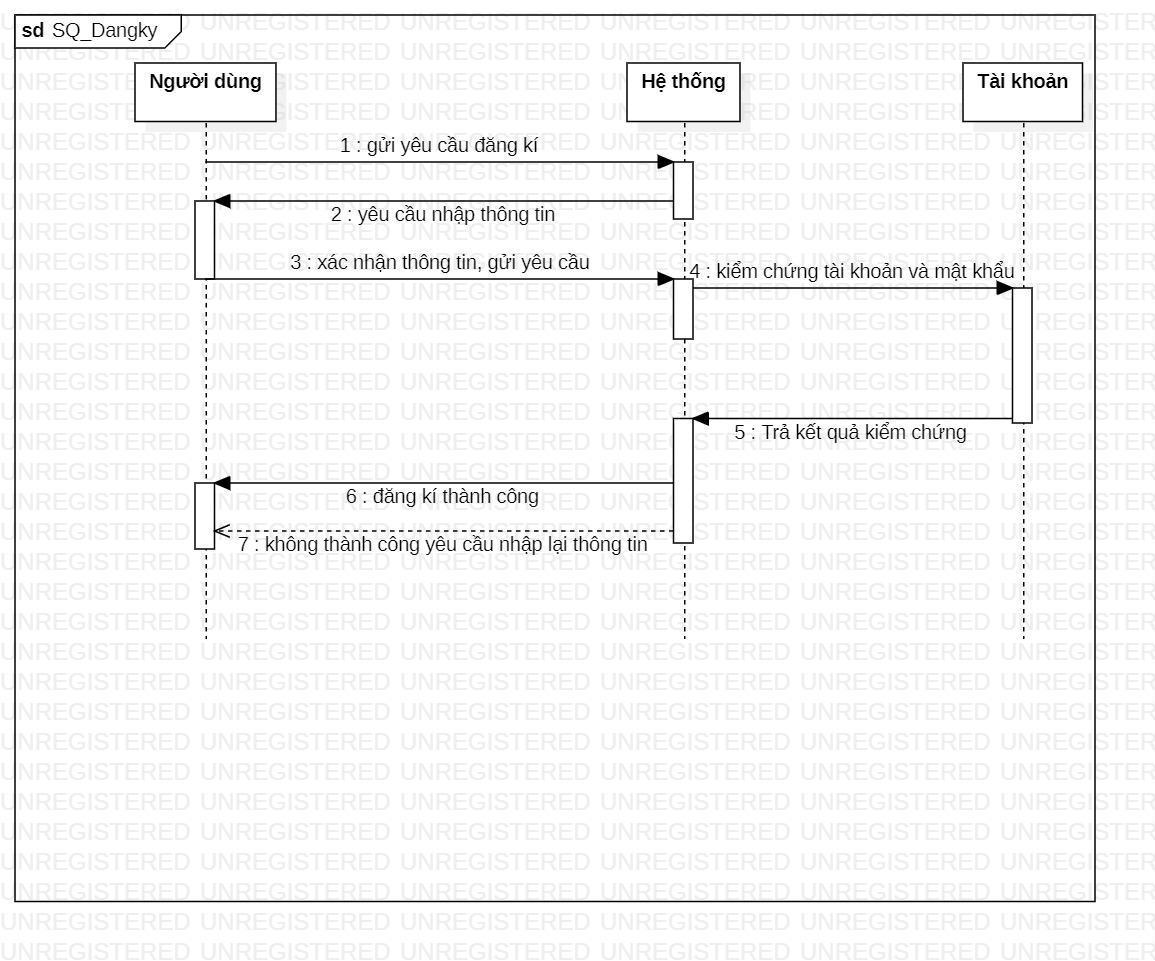 sd SQ_Dangky
Người dùng
Hệ thống
Tài khoản
1 : gửi yêu cầu đăng kí
2 : yêu cầu nhập thông tin
3 : xác nhận thông tin, gửi yêu cầu
4 : kiểm chứng tài khoản và mật khẩu
5 : Trả kết quả kiểm chứng
6 : đăng kí thành công
7 : không thành công yêu cầu nhập lại thông tin
UNREGISTERED UNREGISTERED UNREGISTERED UNREGISTERED UNREGISTERED